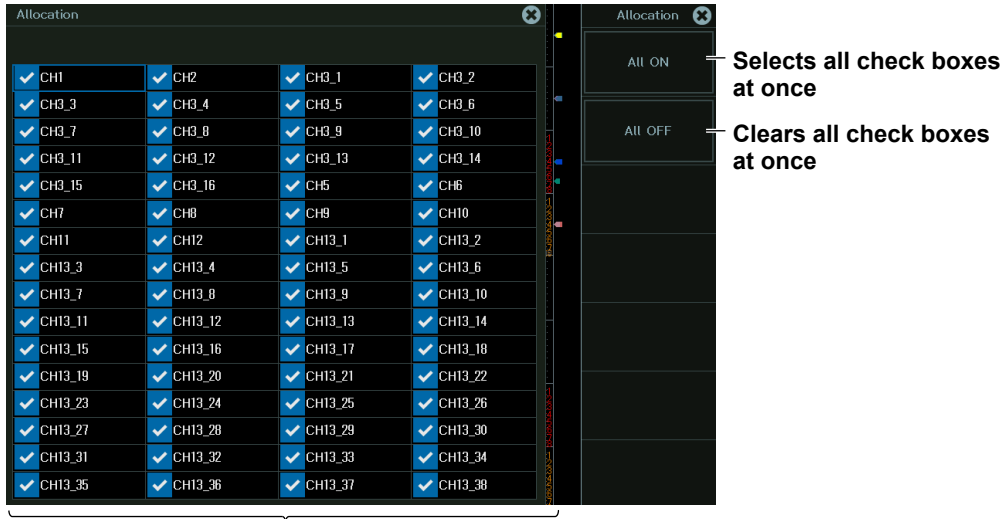 Allocation
CH1 CH2 CH3_1 CH3_2
CH3_3 CH3_4 CH3_5 CH3_6
CH3_7 CH3_8 CH3_9 CH3_10
CH3_11 CH3_12 CH3_13 CH3_14
CH3_15 CH3_16 CH5 CH6
CH7 CH8 CH9 CH10
CH11 CH12 CH13_1 CH13_2
CH13_3 CH13_4 CH13_5 CH13_6
CH13_7 CH13_8 CH13_9 CH13_10
CH13_11 CH13_12 CH13_13 CH13_14
CH13_15 CH13_16 CH13_17 CH13_18
CH13_19 CH13_20 CH13_21 CH13_22
CH13_23 CH13_24 CH13_25 CH13_26
CH13_27 CH13_28 CH13_29 CH13_30
CH13_31 CH13_32 CH13_33 CH13_34
CH13_35 CH13_36 CH13_37 CH13_38
Allocation
All ON
Selects all check boxes
at once
All OFF
Clears all check boxes
at once